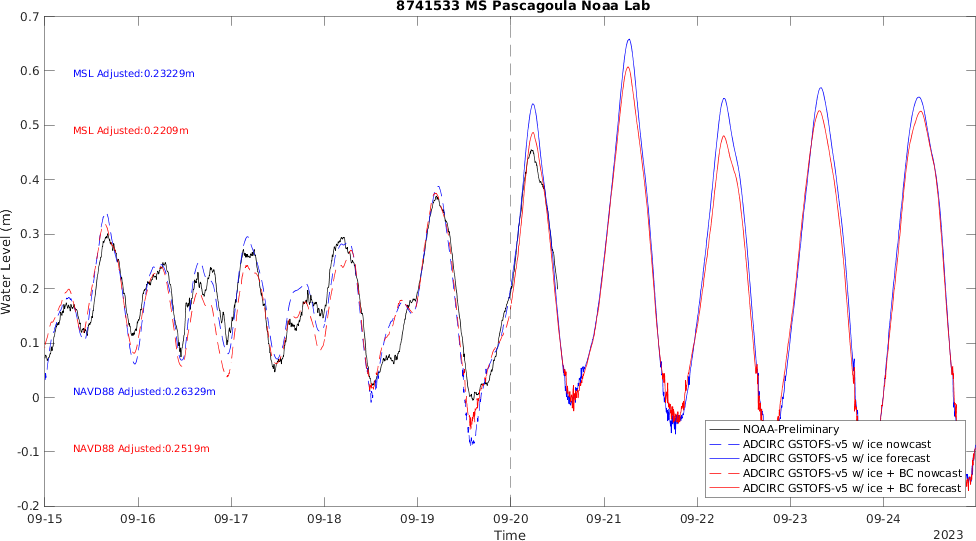 8741533 MS Pascagoula Noaa Lab
0.7
0.6
0.5
0.4
0.3
0.2
0.1
0
-0.1
-0.2
Water Level (m)
MSL Adjusted:0.23229m
MSL Adjusted:0.2209m
NAVD88 Adjusted:0.26329m
NAVD88 Adjusted:0.2519m
NOAA-Preliminary
ADCIRC GSTOFS-v5 w/ ice nowcast
ADCIRC GSTOFS-v5 w/ ice forecast
ADCIRC GSTOFS-v5 w/ ice + BC nowcast
ADCIRC GSTOFS-v5 w/ ice + BC forecast
09-15 09-16 09-17 09-18 09-19 09-20 09-21 09-22 09-23 09-24
Time
2023